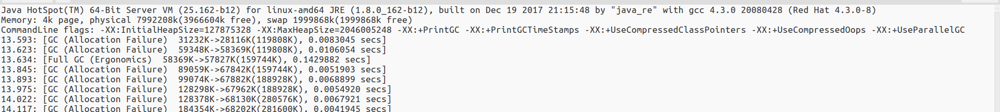 Java HotSpot(TM) 64-Bit Server VM (25.162-b12) for linux-amd64 JRE (1.8.0_162-b12), built on Dec 19 2017 21:15:48 by "java_re" with gcc 4.3.0 20080428 (Red Hat 4.3.0-8)
Memory: 4k page, physical 7992208k(3966604k free), swap 1999868k(1999868k free)
CommandLine flags: -XX:InitialHeapSize=127875328 -XX:MaxHeapSize=2046005248 -XX:+PrintGC -XX:+PrintGCTimeStamps -XX:+UseCompressedClassPointers -XX:+UseCompressedOops -XX:+UseParallelGC
13.593: [GC (Allocation Failure)  31232K->28116K(119808K), 0.0083045 secs]
13.623: [GC (Allocation Failure)  59348K->58369K(119808K), 0.0106054 secs]
13.634: [Full GC (Ergonomics)  58369K->57827K(159744K), 0.1429882 secs]
13.845: [GC (Allocation Failure)  89059K->67842K(159744K), 0.0051903 secs]
13.893: [GC (Allocation Failure)  99074K->67882K(188928K), 0.0068899 secs]
13.975: [GC (Allocation Failure)  128298K->67962K(188928K), 0.0054920 secs]
14.022: [GC (Allocation Failure)  128378K->68130K(280576K), 0.0067921 secs]
14.117: [GC (Allocation Failure)  184354K->68202K(281600K), 0.0041945 secs]